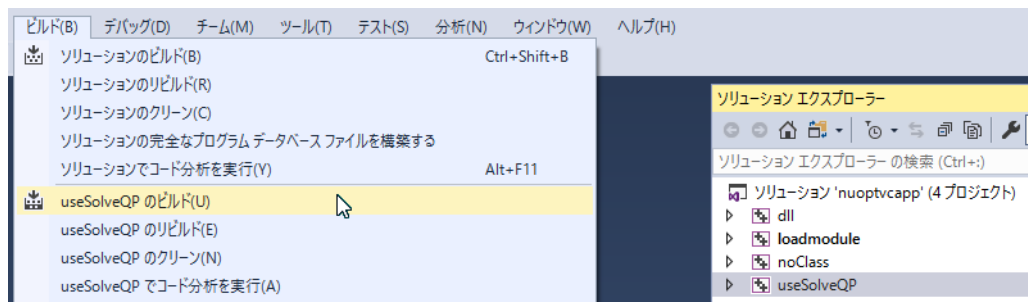 ビルド(B) デバッグ(D) チーム(M) ツール(T) テスト(S) 分析(N) ウィンドウ(W) ヘルプ(H)
ソリューションのビルド(B) Ctrl+Shift+B
ソリューションのリビルド(R)
ソリューションのクリーン(C)
ソリューションの完全なプログラム データベース ファイルを構築する
ソリューションでコード分析を実行(Y) Alt+F11
useSolveQP のビルド(U)
useSolveQP のリビルド(E)
useSolveQP のクリーン(N)
useSolveQP でコード分析を実行(A)
ソリューション エクスプローラー
ソリューション エクスプローラー の検索 (Ctrl+:)
ソリューション 'nuoptvcapp' (4 プロジェクト)
dll
loadmodule
noClass
useSolveQP